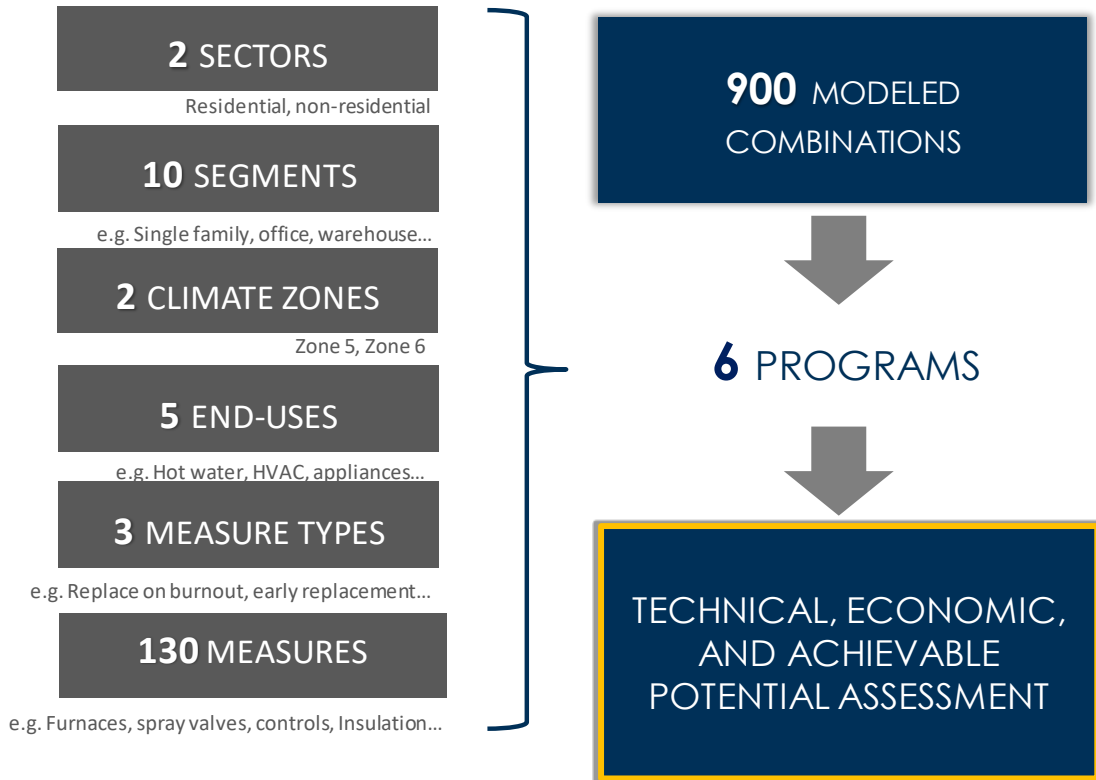 2 SECTORS
Residential, non-residential
10 SEGMENTS
e.g. Single family, office, warehouse...
2 CLIMATE ZONES
Zone 5, Zone 6
5 END-USES
e.g. Hot water, HVAC, appliances...
3 MEASURE TYPES
e.g. Replace on burnout, early replacement...
130 MEASURES
e.g. Furnaces, spray valves, controls, Insulation...
900 MODELED
COMBINATIONS
6 PROGRAMS
TECHNICAL, ECONOMIC,
AND ACHIEVABLE
POTENTIAL ASSESSMENT